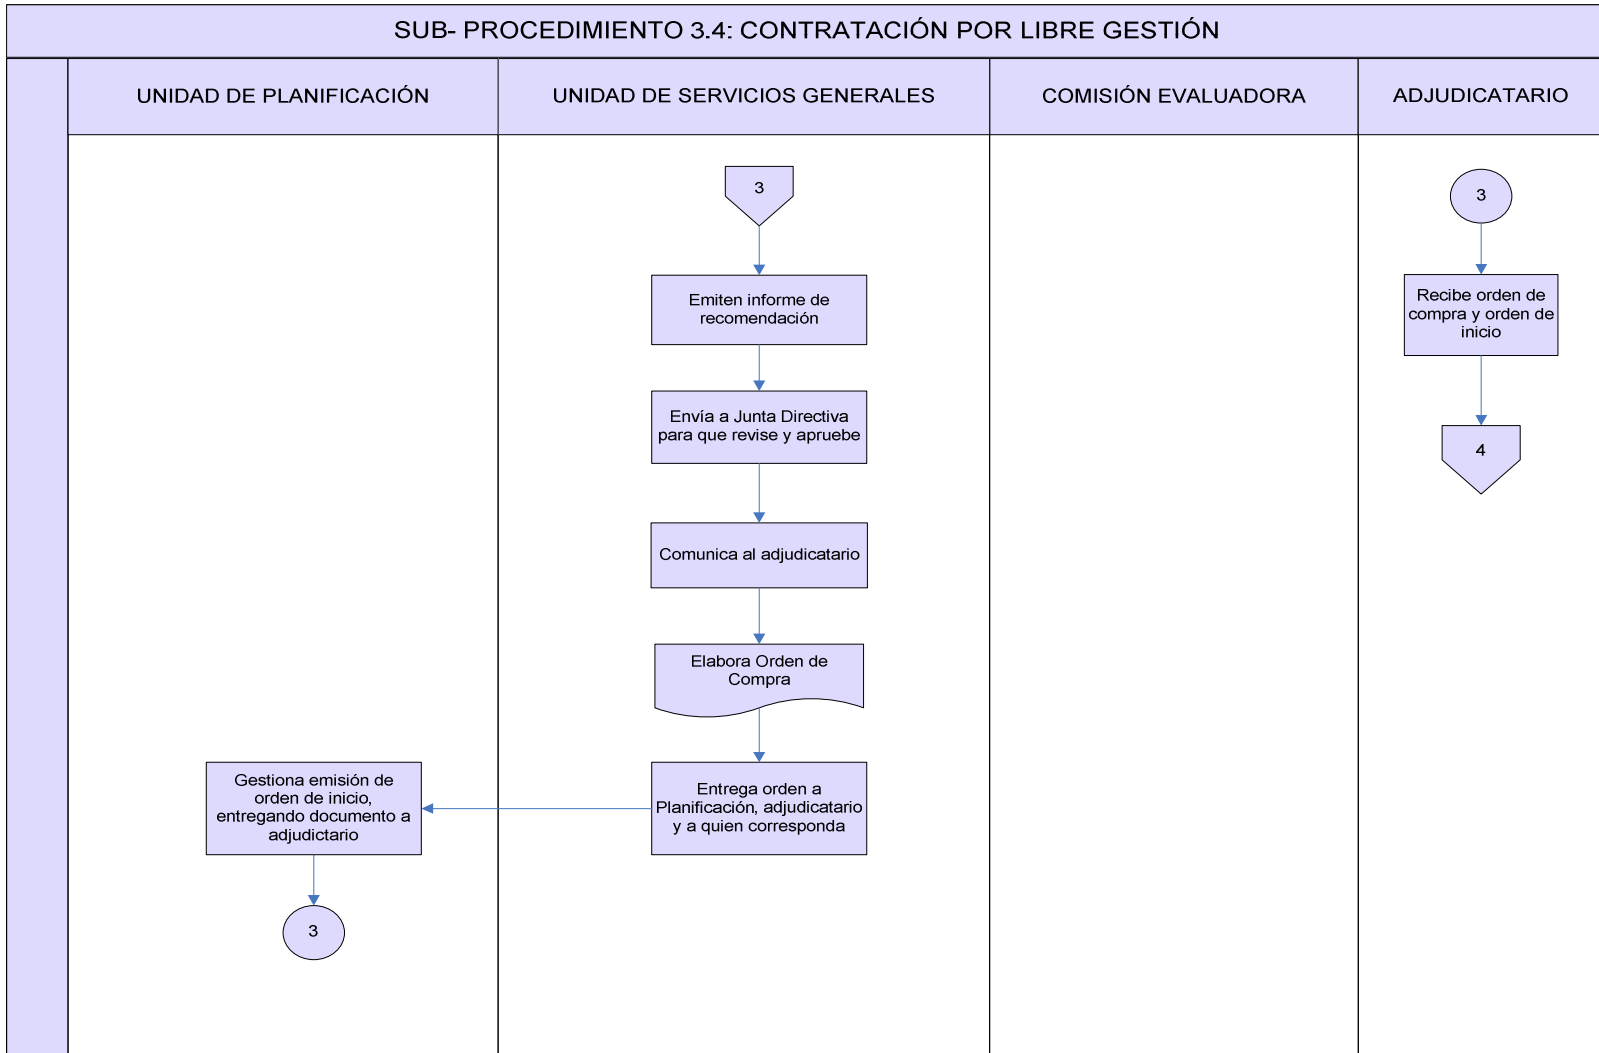 SUB- PROCEDIMIENTO 3.4: CONTRATACIÓN POR LIBRE GESTIÓN
UNIDAD DE PLANIFICACIÓN
UNIDAD DE SERVICIOS GENERALES
COMISIÓN EVALUADORA
ADJUDICATARIO
3
Emiten informe de
recomendación
Envía a Junta Directiva
para que revise y apruebe
Comunica al adjudicatario
Elabora Orden de
Compra
Entrega orden a
Planificación, adjudicatario
y a quien corresponda
Gestiona emisión de
orden de inicio,
entregando documento a
adjudictario
3
3
Recibe orden de
compra y orden de
inicio
4